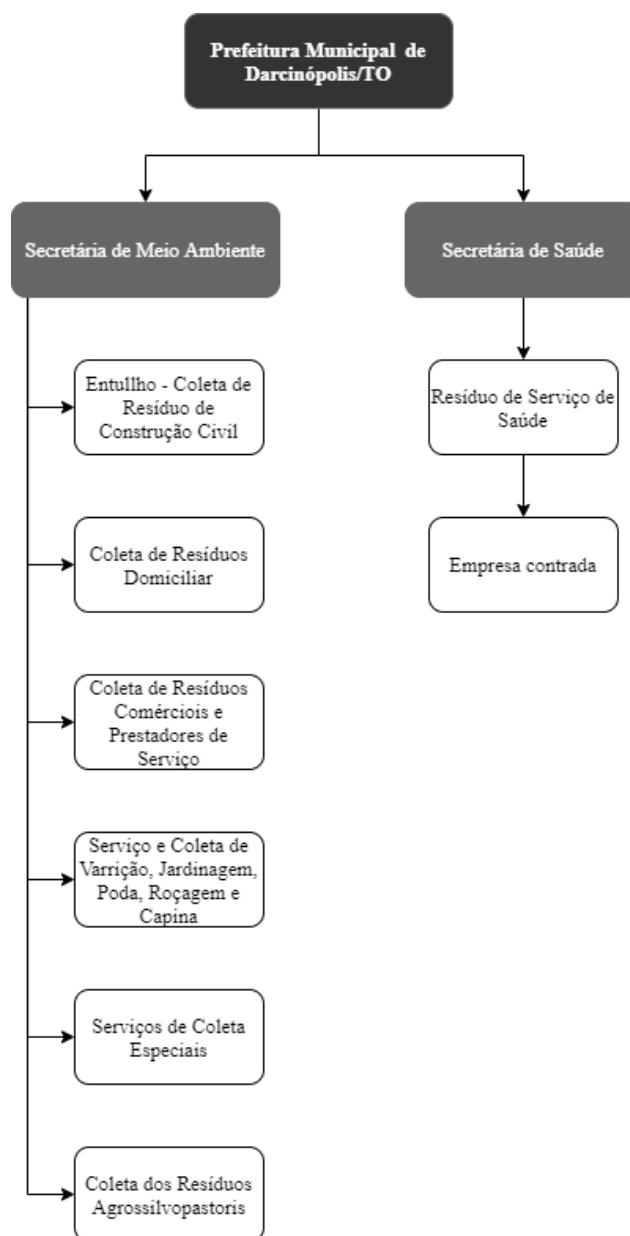 Prefeitura Municipal de
Darcinópolis/TO
Secretária de Meio Ambiente
Secretária de Saúde
Entullho - Coleta de
Resíduo de
Construção Civil
Resíduo de Serviço de
Saúde
Coleta de Resíduos
Domiciliar
Empresa contrada
Coleta de Resíduos
Comérciois e
Prestadores de
Serviço
Serviço e Coleta de
Varrição, Jardinagem,
Poda, Roçagem e
Capina
Serviços de Coleta
Especiais
Coleta dos Resíduos
Agrossilvopastoris